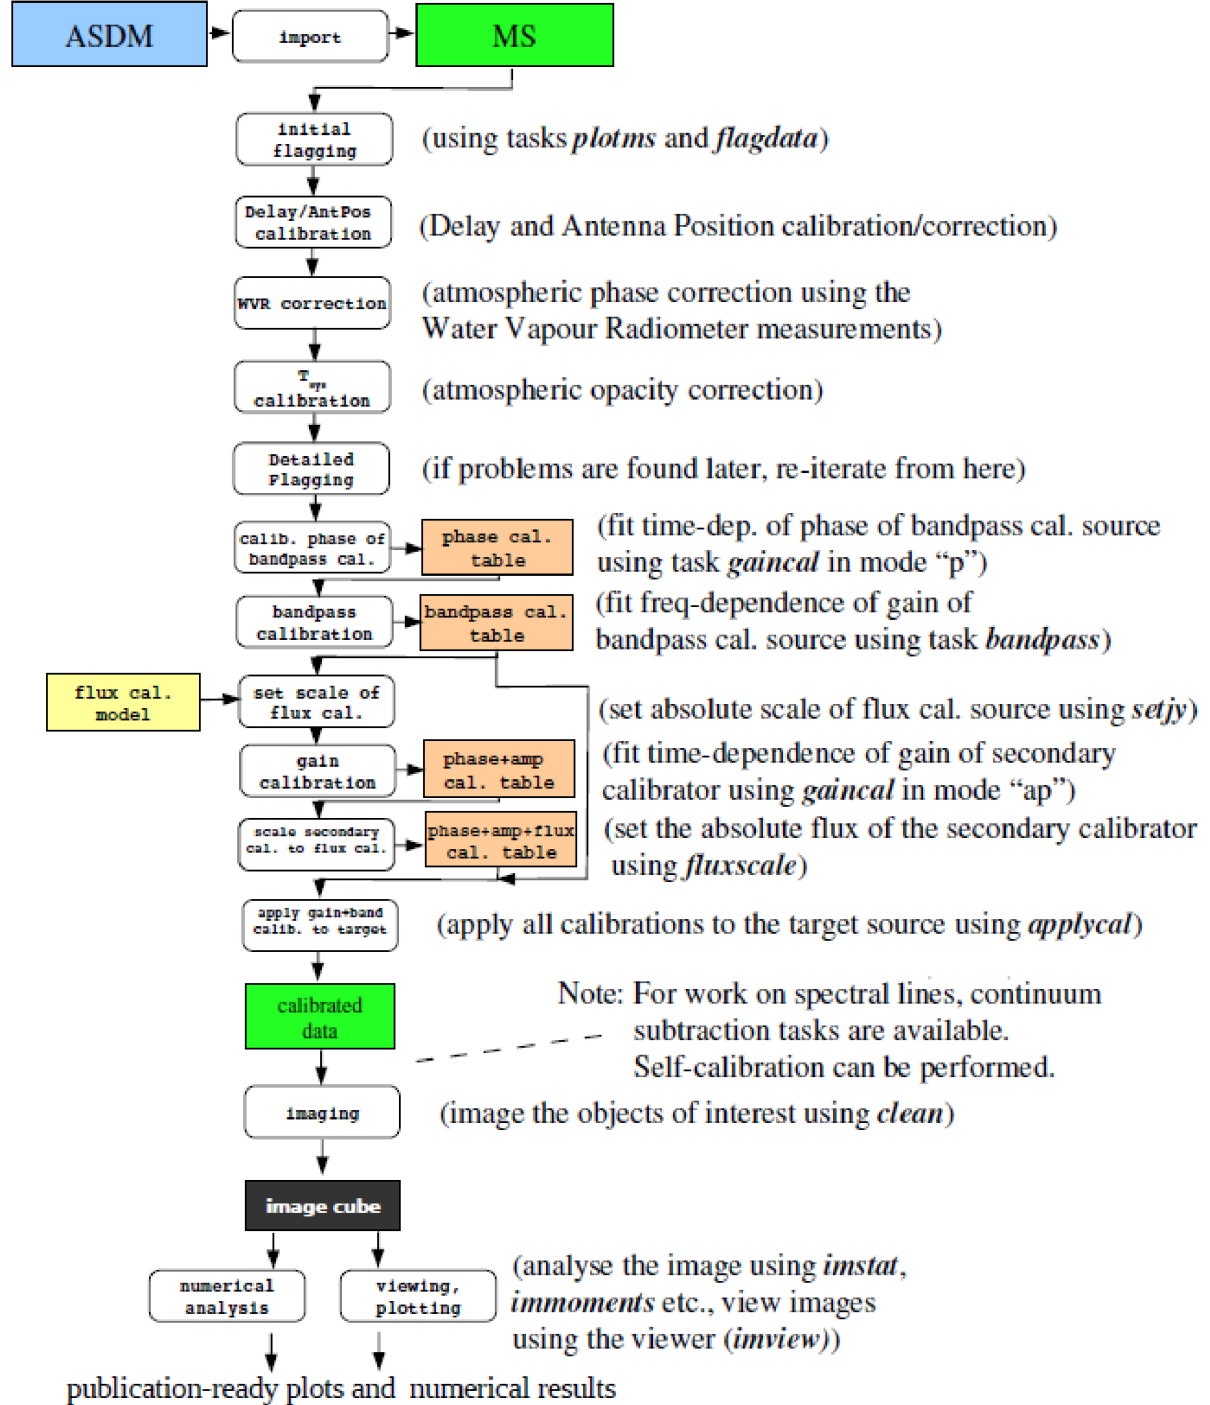 ASDM
import
MS
initial
flagging
(using tasks plotms and flagdata)
Delay/AntPos
calibration
(Delay and Antenna Position calibration/correction)
WVR correction
(atmospheric phase correction using the
Water Vapour Radiometer measurements)
Tsys
calibration
(atmospheric opacity correction)
Detailed
Flagging
(if problems are found later, re-iterate from here)
calib. phase of
bandpass cal.
phase cal.
table
(fit time-dep. of phase of bandpass cal. source
using task gaincal in mode “p”)
bandpass
calibration
bandpass cal.
table
(fit freq-dependence of gain of
bandpass cal. source using task bandpass)
flux cal.
model
set scale of
flux cal.
(set absolute scale of flux cal. source using setjy)
gain
calibration
phase+amp
cal. table
(fit time-dependence of gain of secondary
calibrator using gaincal in mode “ap”)
scale secondary
cal. to flux cal.
phase+amp+flux
cal. table
(set the absolute flux of the secondary calibrator
using fluxscale)
apply gain+band
calib. to target
(apply all calibrations to the target source using applycal)
calibrated
data
Note: For work on spectral lines, continuum
subtraction tasks are available.
Self-calibration can be performed.
imaging
(image the objects of interest using clean)
image cube
numerical
analysis
viewing,
plotting
(analyse the image using imstat,
immoments etc., view images
using the viewer (imview))
publication-ready plots and numerical results